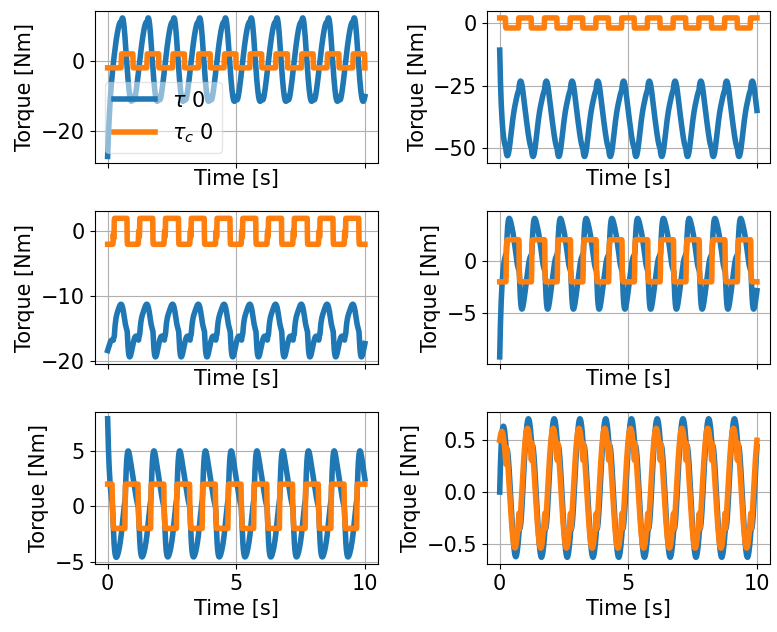 Torque [Nm]
0
−20
τ 0
τc 0
Time [s]
Torque [Nm]
0
−25
−50
Time [s]
Torque [Nm]
0
−10
−20
Time [s]
Torque [Nm]
0
−5
Time [s]
Torque [Nm]
5
0
−5
0 5 10
Time [s]
Torque [Nm]
0.5
0.0
−0.5
0 5 10
Time [s]